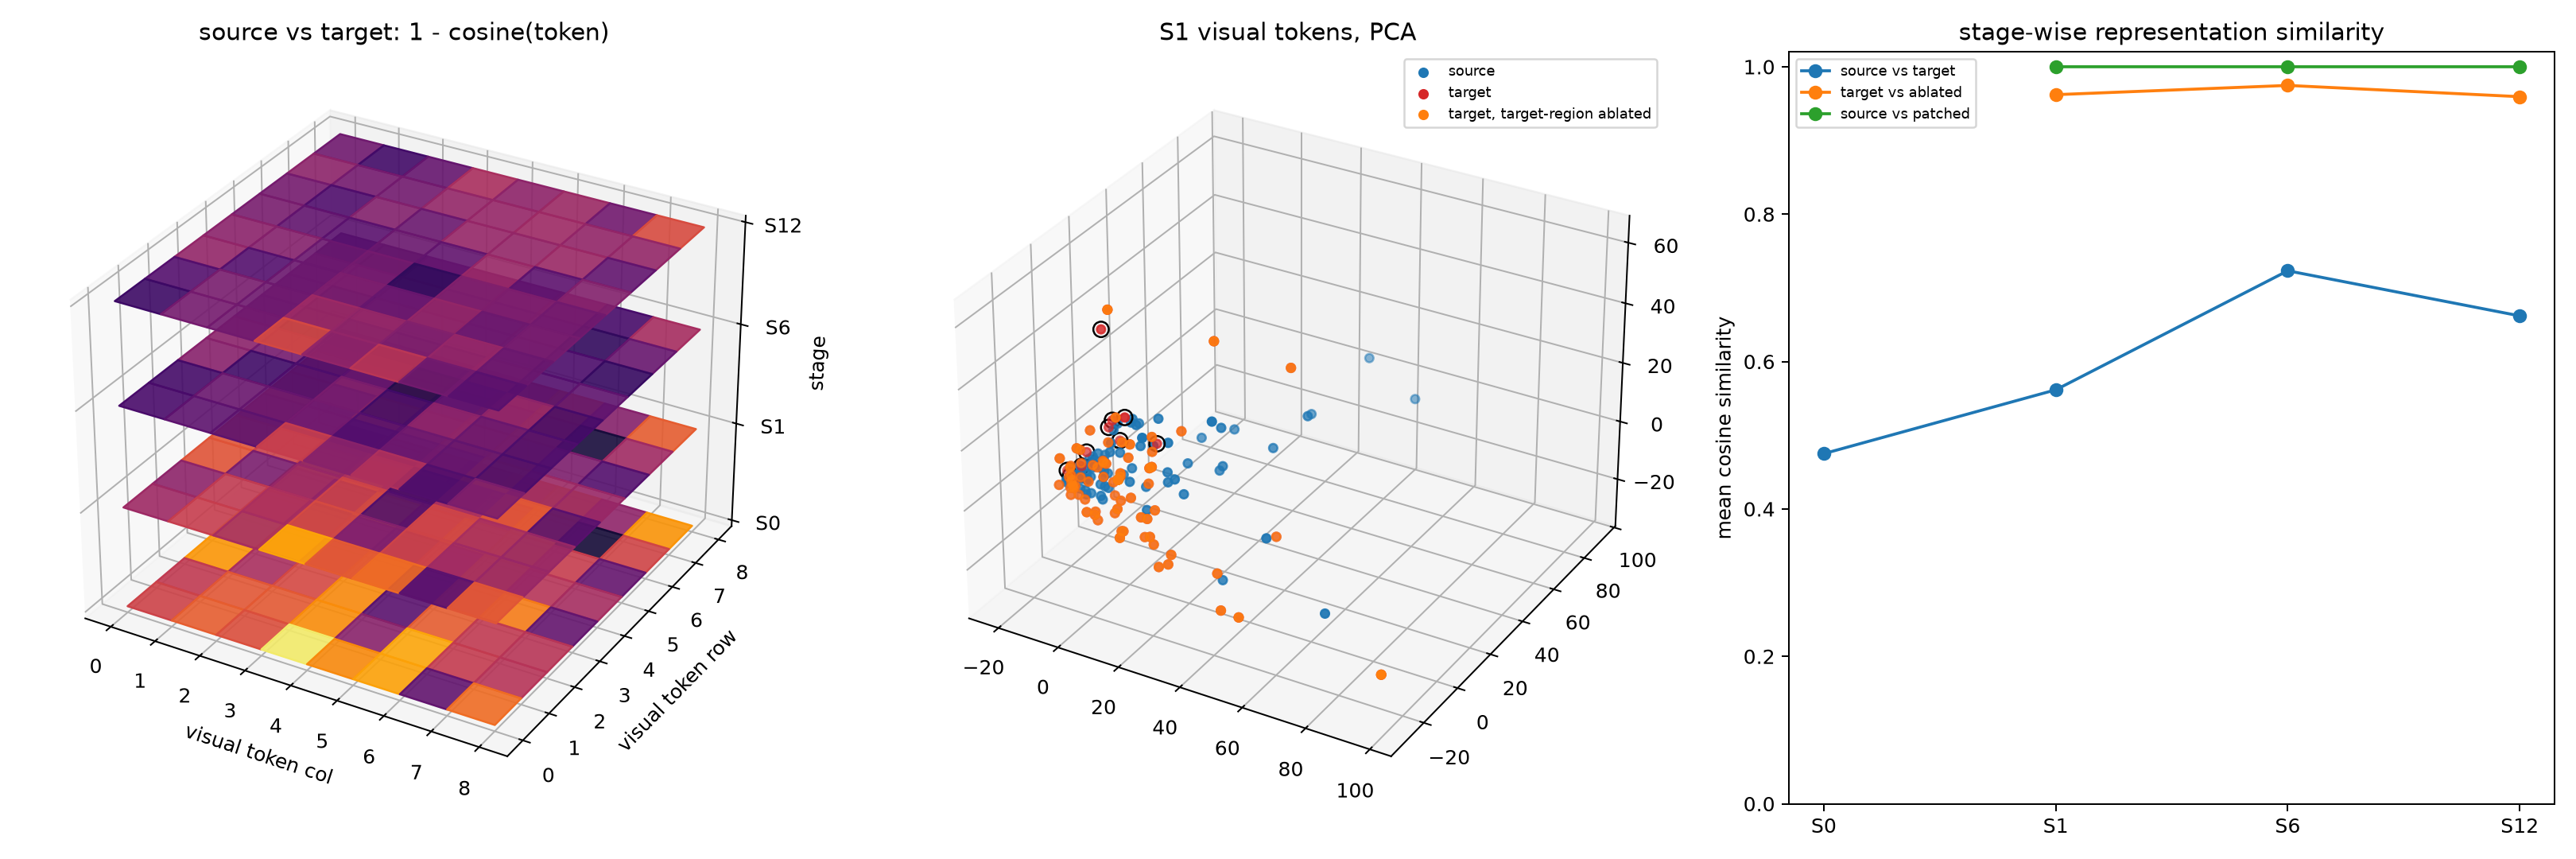 source vs target: 1 - cosine(token)
S12
S6
S1
S0
stage
0 1 2 3 4 5 6 7 8
visual token col
0 1 2 3 4 5 6 7 8
visual token row
S1 visual tokens, PCA
source
target
target, target-region ablated
60
40
20
0
−20
−20 0 20 40 60 80 100
−20 0 20 40 60 80 100
stage-wise representation similarity
source vs target
target vs ablated
source vs patched
mean cosine similarity
1.0
0.8
0.6
0.4
0.2
0.0
S0 S1 S6 S12